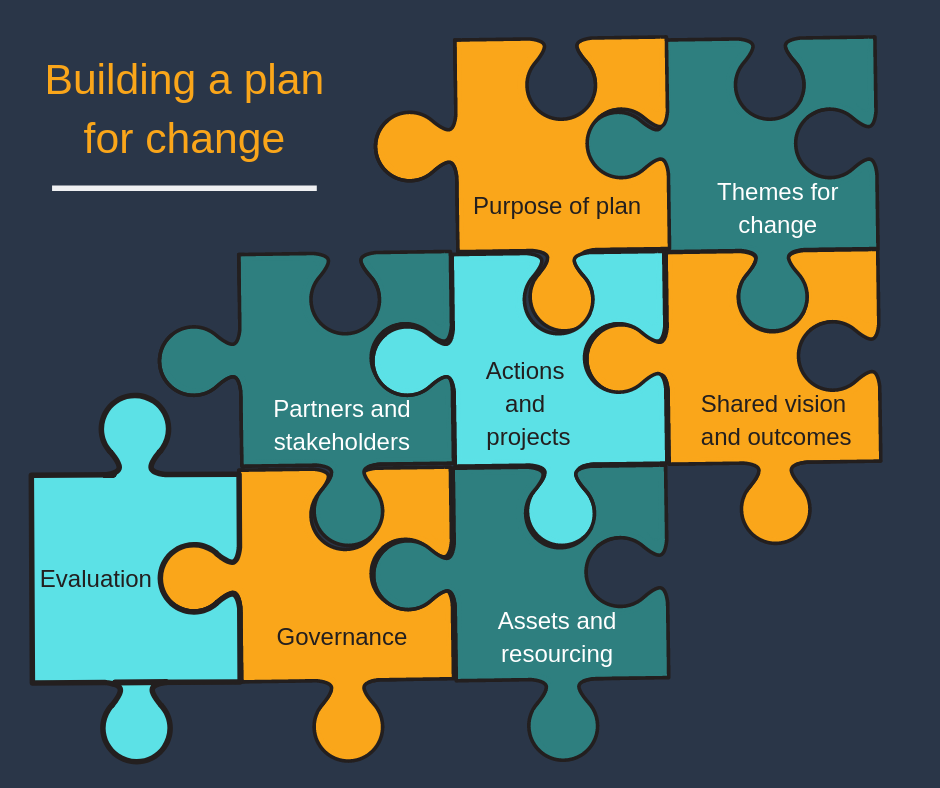 Building a plan
for change
Purpose of plan
Themes for
change
Partners and
stakeholders
Actions
and
projects
Shared vision
and outcomes
Evaluation
Governance
Assets and
resourcing